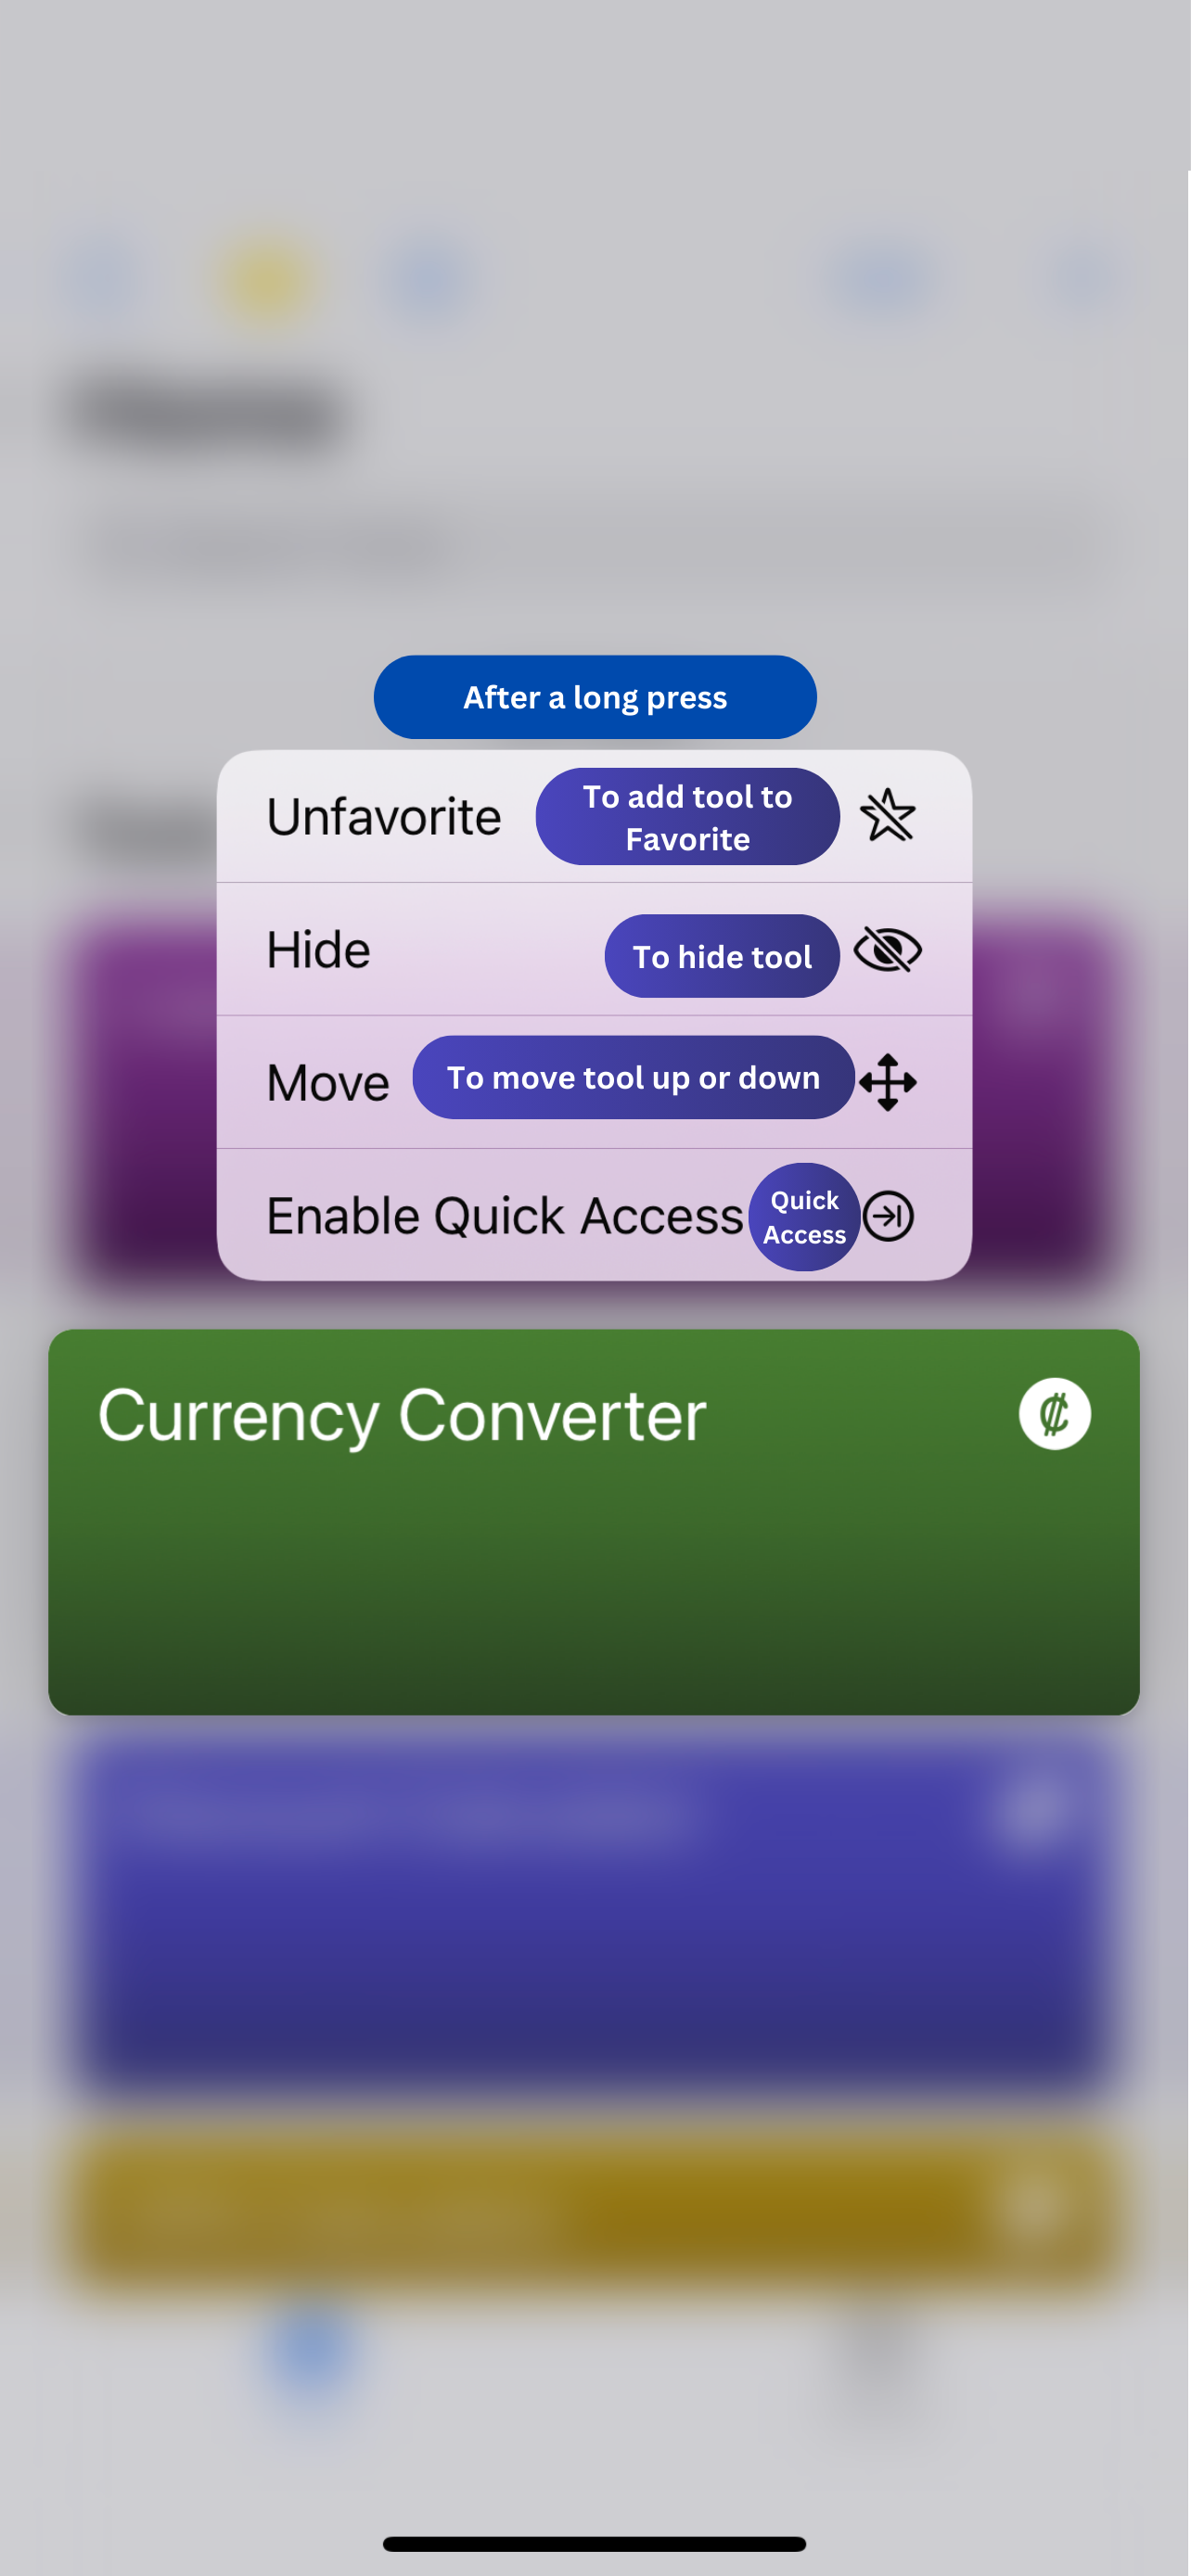 After a long press
Unfavorite
To add tool to
Favorite
Hide
To hide tool
Move
To move tool up or down
Enable Quick Access
Quick
Access
Currency Converter
₡